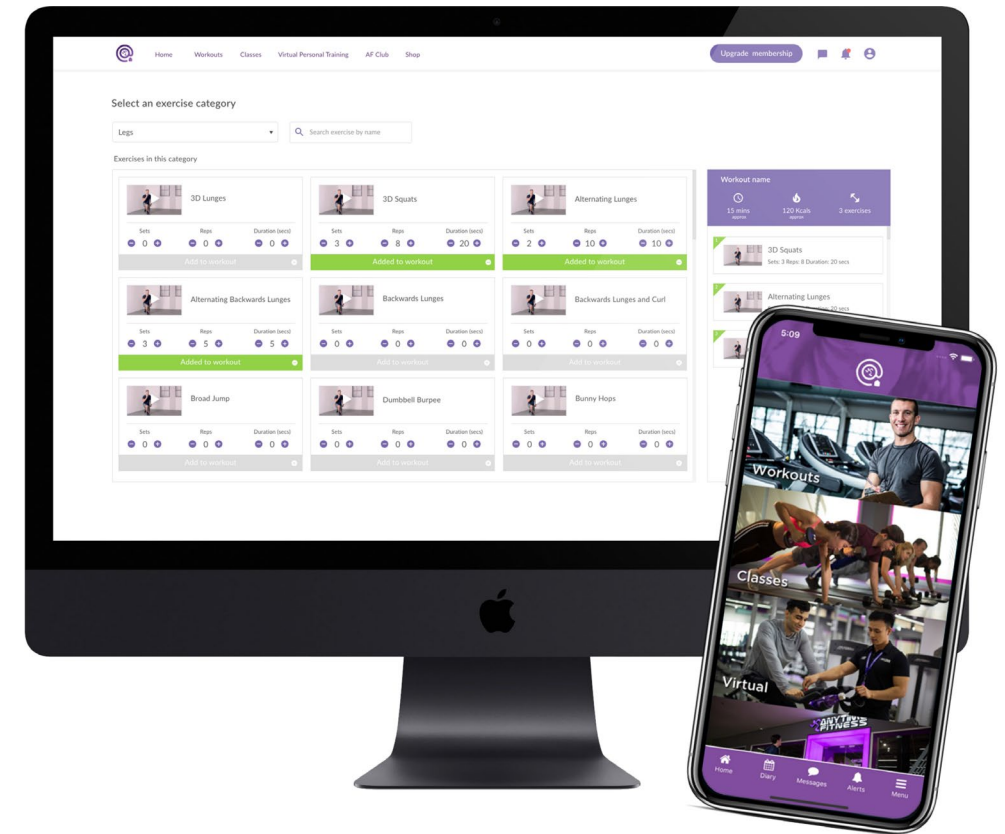 Home Workouts Classes Virtual Personal Training AF Club Shop
Upgrade membership
Select an exercise category
Legs
Search exercise by name
Exercises in this category
3D Lunges
Sets Reps Duration (secs)
0 0 0
Add to workout
3D Squats
Sets Reps Duration (secs)
3 8 20
Added to workout
Alternating Lunges
Sets Reps Duration (secs)
2 10 10
Added to workout
Alternating Backwards Lunges
Sets Reps Duration (secs)
3 5 5
Added to workout
Backwards Lunges
Sets Reps Duration (secs)
0 0 0
Add to workout
Backwards Lunges and Curl
Sets Reps Duration (secs)
0 0 0
Add to workout
Broad Jump
Sets Reps Duration (secs)
0 0 0
Add to workout
Dumbbell Burpee
Sets Reps Duration (secs)
0 0 0
Add to workout
Bunny Hops
Sets Reps Duration (secs)
0 0 0
Add to workout
Workout name
15 mins 120 Kcals 3 exercises
approx approx
3D Squats
Sets: 3 Reps: 8 Duration: 20 secs
Alternating Lunges
20 secs
5:09
Workouts
Classes
Virtual
ANYTIME
FITNESS
Home Diary Messages Alerts Menu